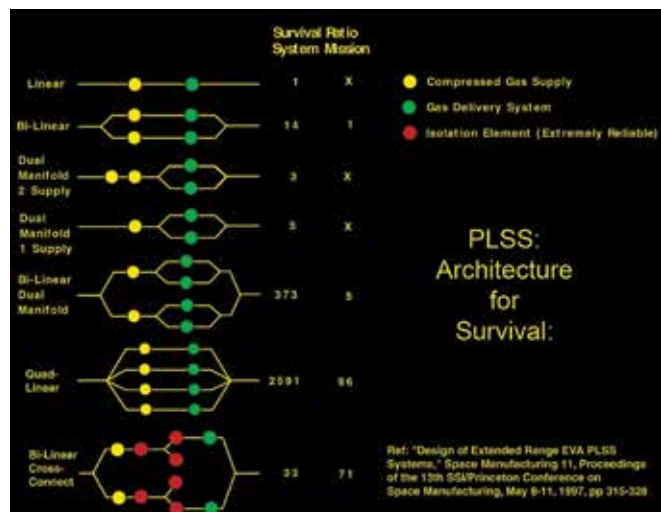 Survival Ratio
System Mission
Linear 1 X
Bi-Linear 14 1
Dual
Manifold
2 Supply 3 X
Dual
Manifold
1 Supply 5 X
Bi-Linear
Dual
Manifold 373 5
Quad-
Linear 2591 96
Bi-Linear
Cross-
Connect 33 71
Compressed Gas Supply
Gas Delivery System
Isolation Element (Extremely Reliable)
PLSS:
Architecture
for
Survival:
Ref: "Design of Extended Range EVA PLSS
Systems," Space Manufacturing 11, Proceedings
of the 13th SSI/Princeton Conference on
Space Manufacturing, May 8-11, 1997, pp 315-328